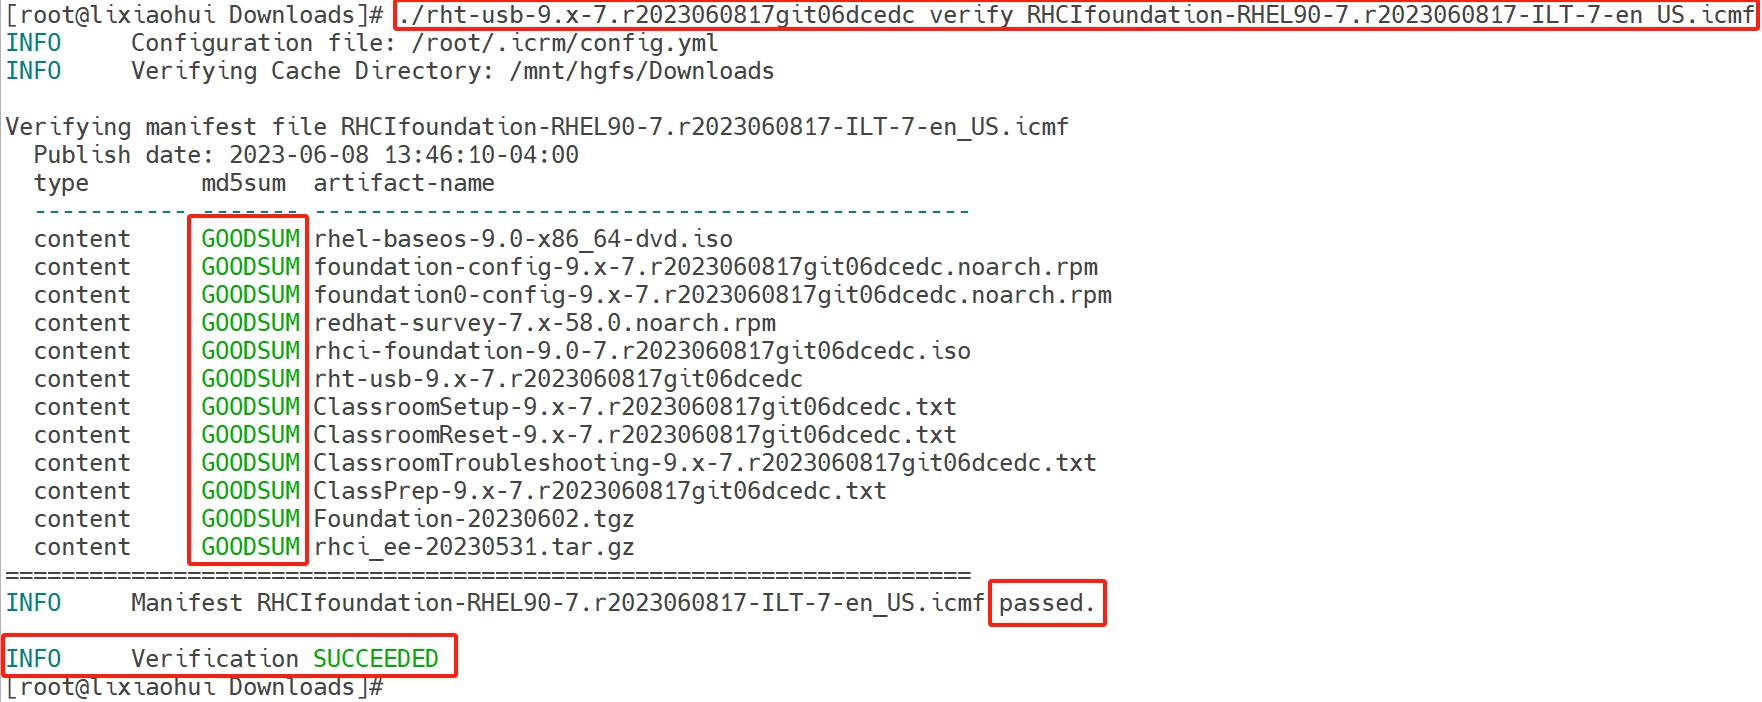 [root@lixiaohui Downloads]# ./rht-usb-9.x-7.r2023060817git06dcedc verify RHCIfoundation-RHEL90-7.r2023060817-ILT-7-en_US.icmf
INFO     Configuration file: /root/.icrm/config.yml
INFO     Verifying Cache Directory: /mnt/hgfs/Downloads
Verifying manifest file RHCIfoundation-RHEL90-7.r2023060817-ILT-7-en_US.icmf
  Publish date: 2023-06-08 13:46:10-04:00
  type        md5sum  artifact-name
  ----------- ------- -----------------------------------------------
  content     GOODSUM rhel-baseos-9.0-x86_64-dvd.iso
  content     GOODSUM foundation-config-9.x-7.r2023060817git06dcedc.noarch.rpm
  content     GOODSUM foundation0-config-9.x-7.r2023060817git06dcedc.noarch.rpm
  content     GOODSUM redhat-survey-7.x-58.0.noarch.rpm
  content     GOODSUM rhci-foundation-9.0-7.r2023060817git06dcedc.iso
  content     GOODSUM rht-usb-9.x-7.r2023060817git06dcedc
  content     GOODSUM ClassroomSetup-9.x-7.r2023060817git06dcedc.txt
  content     GOODSUM ClassroomReset-9.x-7.r2023060817git06dcedc.txt
  content     GOODSUM ClassroomTroubleshooting-9.x-7.r2023060817git06dcedc.txt
  content     GOODSUM ClassPrep-9.x-7.r2023060817git06dcedc.txt
  content     GOODSUM Foundation-20230602.tgz
  content     GOODSUM rhci_ee-20230531.tar.gz
=====================================================================
INFO     Manifest RHCIfoundation-RHEL90-7.r2023060817-ILT-7-en_US.icmf passed.
INFO     Verification SUCCEEDED
[root@lixiaohui Downloads]#